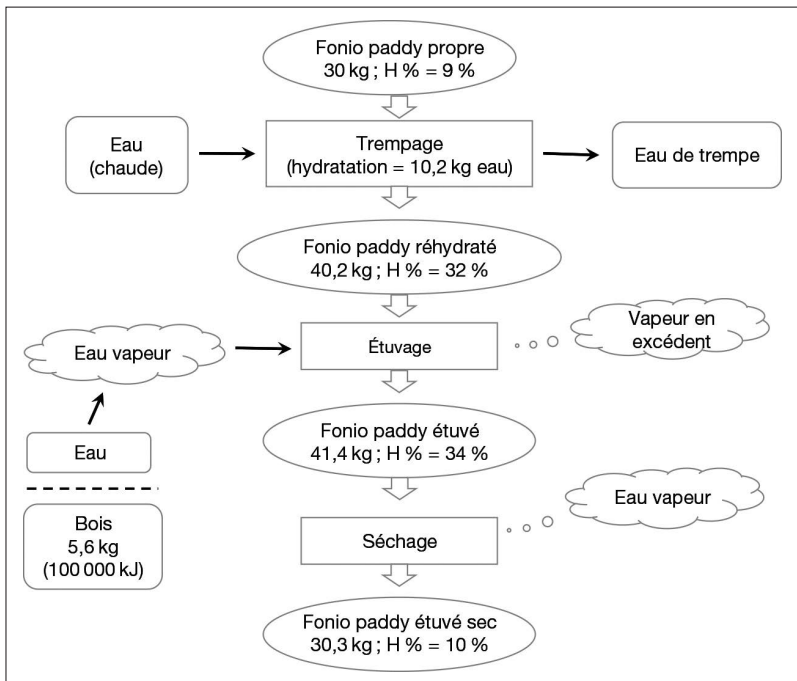 Fonio paddy propre
30 kg ; H % = 9 %
Eau
(chaude)
Trempage
(hydratation = 10,2 kg eau)
Eau de trempe
Fonio paddy réhydraté
40,2 kg ; H % = 32 %
Eau vapeur
Étuvage
Vapeur en
excédent
Eau
Fonio paddy étuvé
41,4 kg ; H % = 34 %
Bois
5,6 kg
(100 000 kJ)
Séchage
Eau vapeur
Fonio paddy étuvé sec
30,3 kg ; H % = 10 %